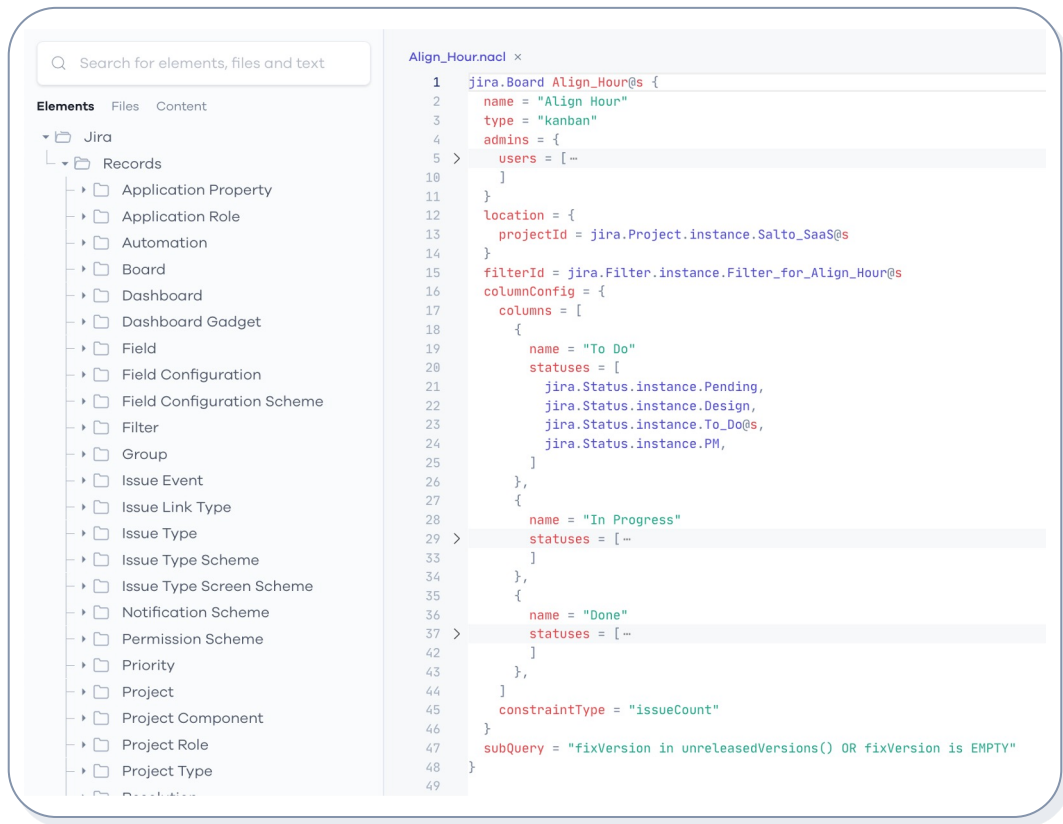 Search for elements, files and text
Elements Files Content
Jira
Records
Application Property
Application Role
Automation
Board
Dashboard
Dashboard Gadget
Field
Field Configuration
Field Configuration Scheme
Filter
Group
Issue Event
Issue Link Type
Issue Type
Issue Type Scheme
Issue Type Screen Scheme
Notification Scheme
Permission Scheme
Priority
Project
Project Component
Project Role
Project Type
Align_Hour.nacl ×
1 jira.Board Align_Hour@s {
2 name = "Align Hour"
3 type = "kanban"
4 admins = {
5 users = [⋯
10 ]
11 }
12 location = {
13 projectId = jira.Project.instance.Salto_SaaS@s
14 }
15 filterId = jira.Filter.instance.Filter_for_Align_Hour@s
16 columnConfig = {
17 columns = [
18 {
19 name = "To Do"
20 statuses = [
21 jira.Status.instance.Pending,
22 jira.Status.instance.Design,
23 jira.Status.instance.To_Do@s,
24 jira.Status.instance.PM,
25 ]
26 },
27 {
28 name = "In Progress"
29 statuses = [⋯
33 ]
34 },
35 {
36 name = "Done"
37 statuses = [⋯
42 ]
43 },
44 ]
45 constraintType = "issueCount"
46 }
47 subQuery = "fixVersion in unreleasedVersions() OR fixVersion is EMPTY"
48 }
49